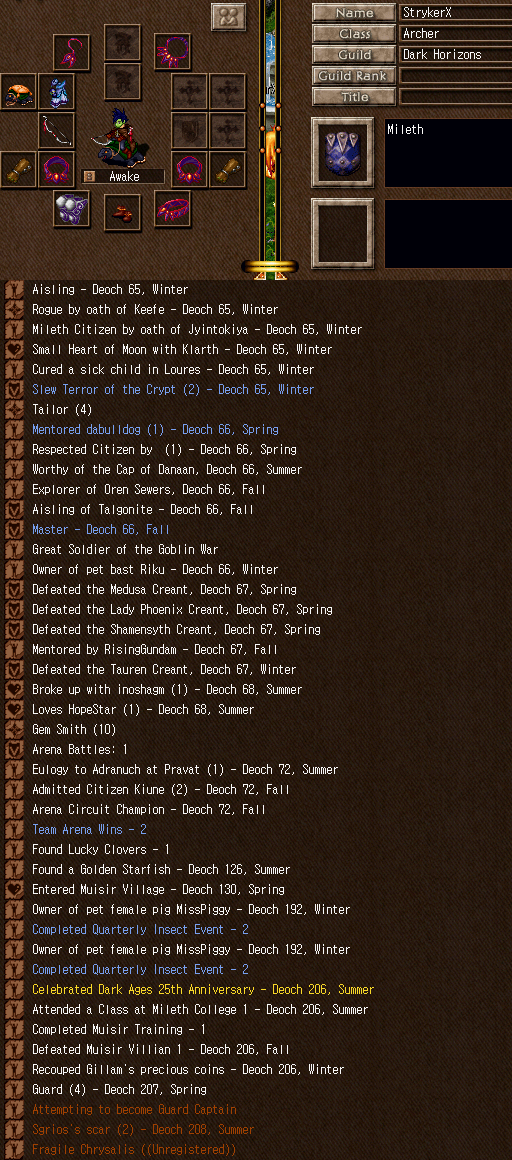 Name StrykerX
Class Archer
Guild Dark Horizons
Guild Rank
Title
Mileth
8 Awake
Aisling - Deoch 65, Winter
Rogue by oath of Keefe - Deoch 65, Winter
Mileth Citizen by oath of Jyintokiya - Deoch 65, Winter
Small Heart of Moon with Klarth - Deoch 65, Winter
Cured a sick child in Loures - Deoch 65, Winter
Slew Terror of the Crypt (2) - Deoch 65, Winter
Tailor (4)
Mentored dabulldog (1) - Deoch 66, Spring
Respected Citizen by  (1) - Deoch 66, Spring
Worthy of the Cap of Danaan, Deoch 66, Summer
Explorer of Oren Sewers, Deoch 66, Fall
Aisling of Talgonite - Deoch 66, Fall
Master - Deoch 66, Fall
Great Soldier of the Goblin War
Owner of pet bast Riku - Deoch 66, Winter
Defeated the Medusa Creant, Deoch 67, Spring
Defeated the Lady Phoenix Creant, Deoch 67, Spring
Defeated the Shamensyth Creant, Deoch 67, Spring
Mentored by RisingGundam - Deoch 67, Fall
Defeated the Tauren Creant, Deoch 67, Winter
Broke up with inoshagm (1) - Deoch 68, Summer
Loves HopeStar (1) - Deoch 68, Summer
Gem Smith (10)
Arena Battles: 1
Eulogy to Adranuch at Pravat (1) - Deoch 72, Summer
Admitted Citizen Kiune (2) - Deoch 72, Fall
Arena Circuit Champion - Deoch 72, Fall
Team Arena Wins - 2
Found Lucky Clovers - 1
Found a Golden Starfish - Deoch 126, Summer
Entered Muisir Village - Deoch 130, Spring
Owner of pet female pig MissPiggy - Deoch 192, Winter
Completed Quarterly Insect Event - 2
Owner of pet female pig MissPiggy - Deoch 192, Winter
Completed Quarterly Insect Event - 2
Celebrated Dark Ages 25th Anniversary - Deoch 206, Summer
Attended a Class at Mileth College 1 - Deoch 206, Summer
Completed Muisir Training - 1
Defeated Muisir Villian 1 - Deoch 206, Fall
Recouped Gillam's precious coins - Deoch 206, Winter
Guard (4) - Deoch 207, Spring
Attempting to become Guard Captain
Sgrios's scar (2) - Deoch 208, Summer
Fragile Chrysalis ((Unregistered))